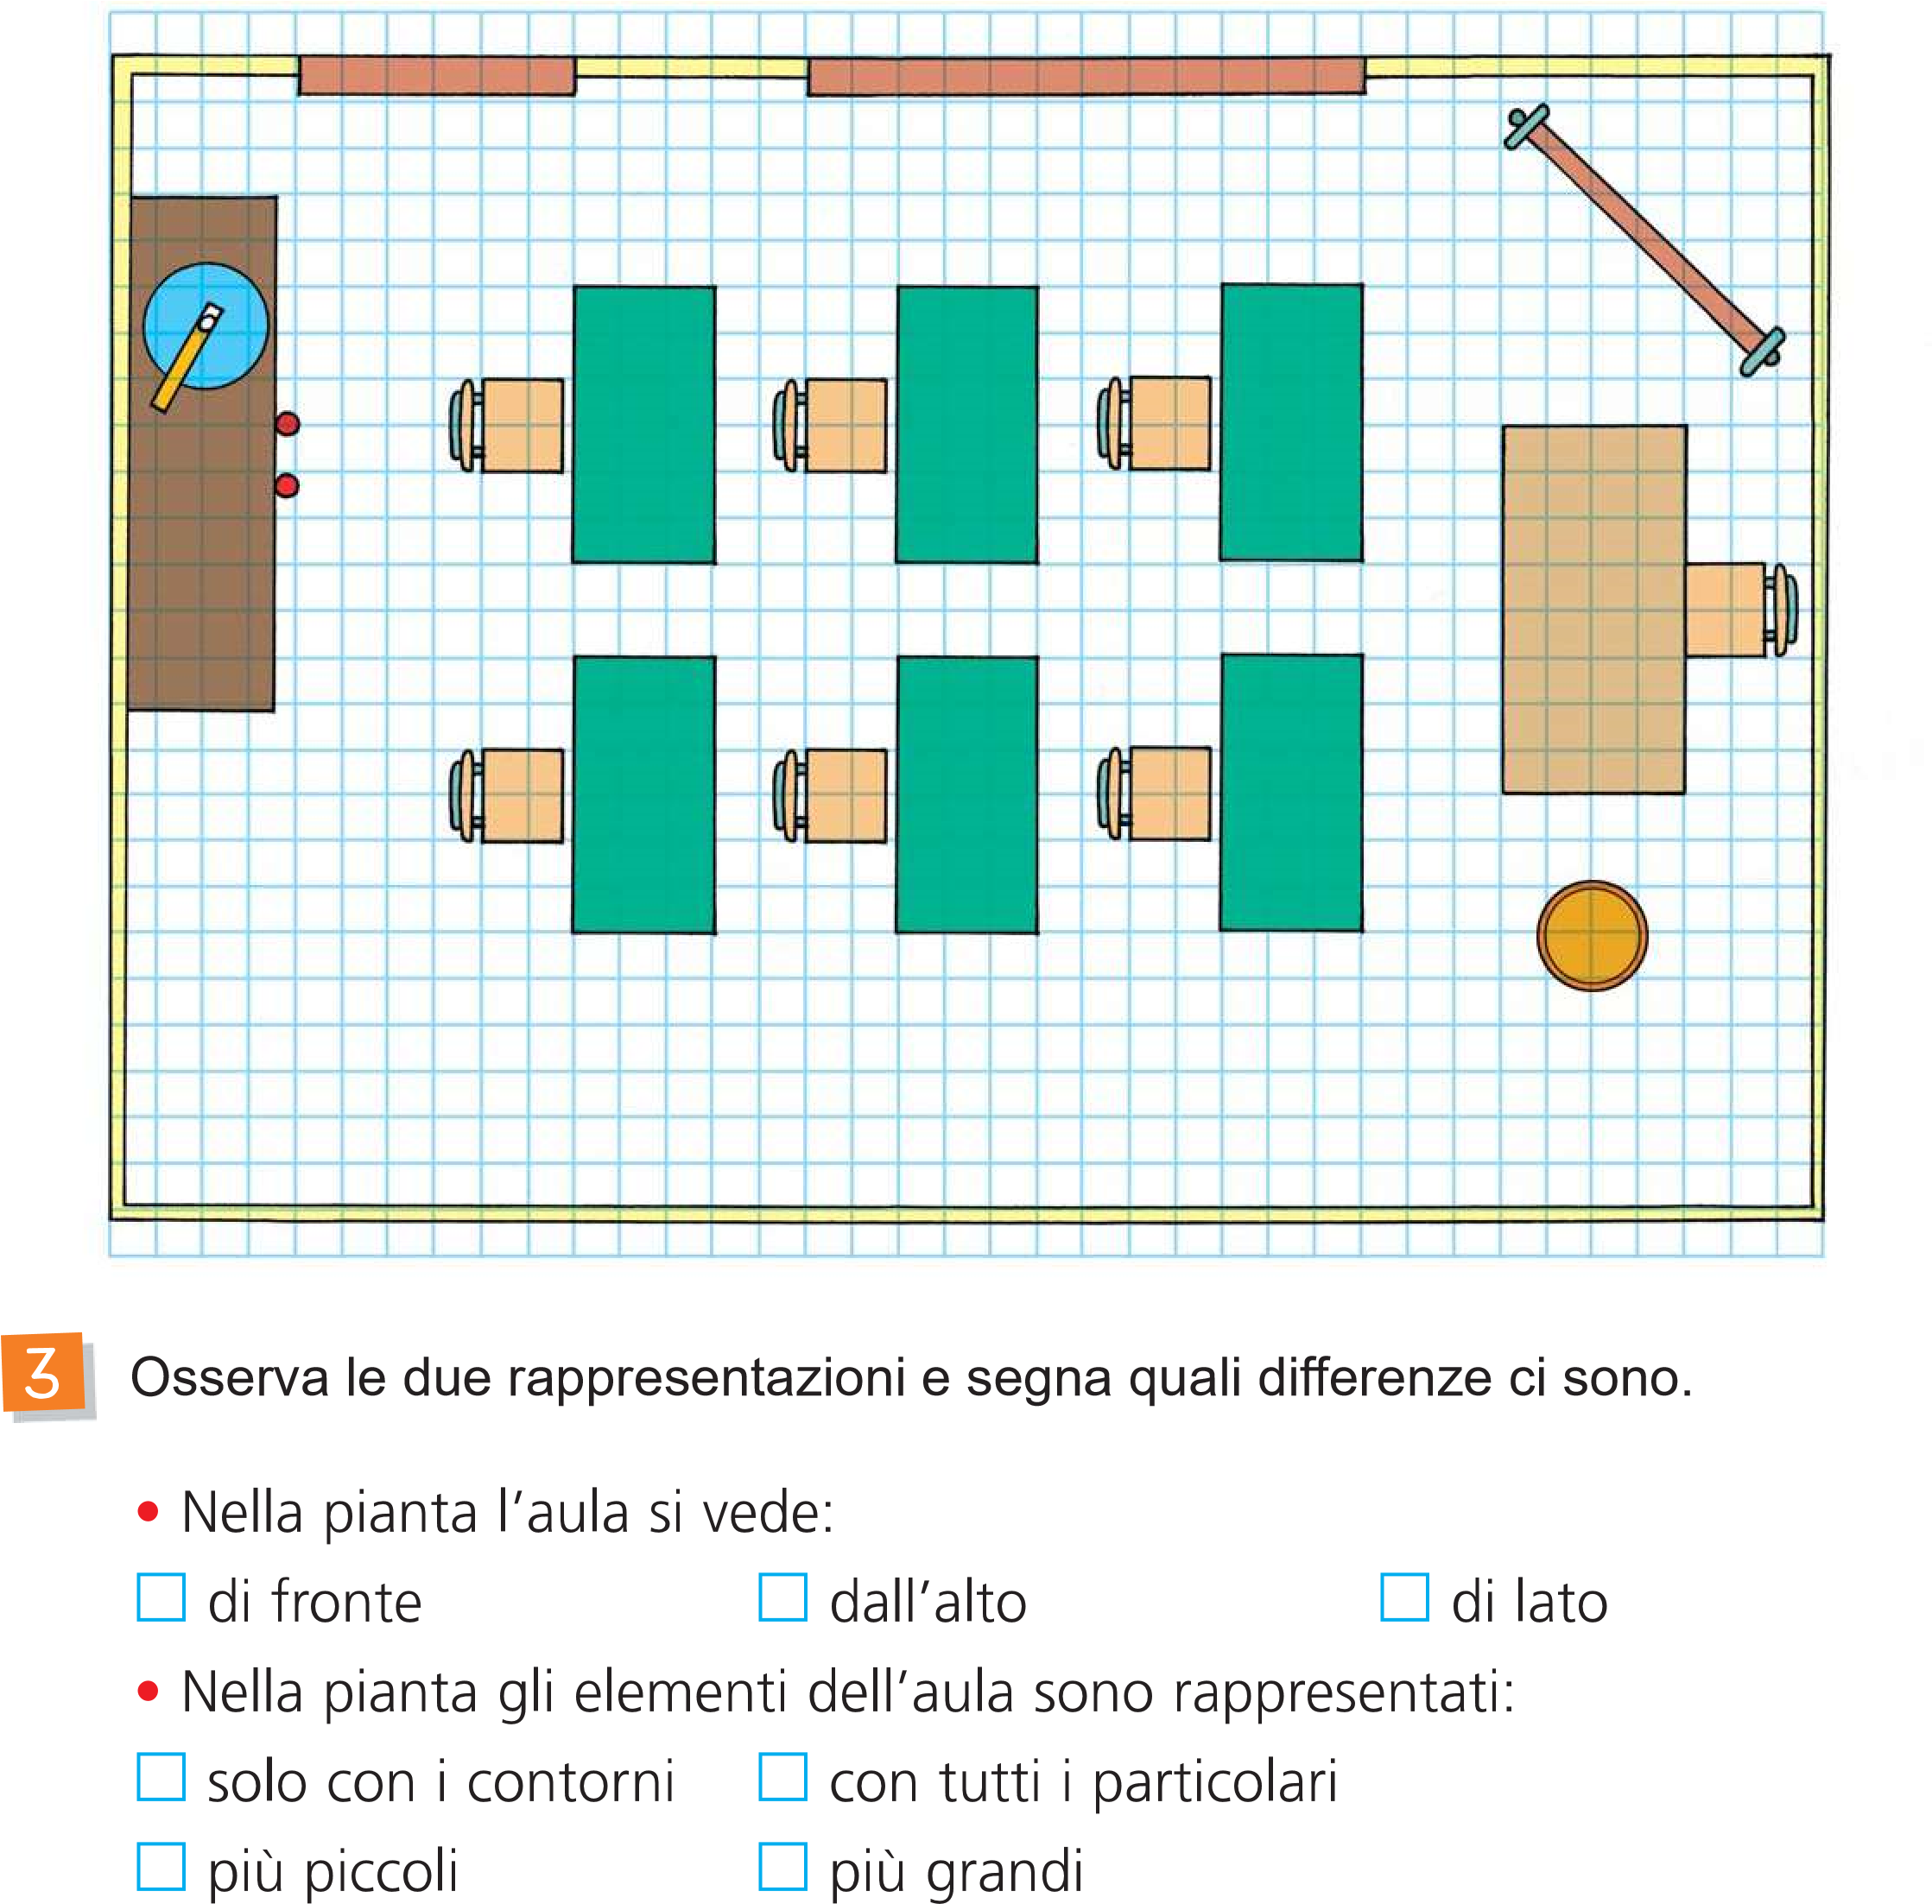 3 Osserva le due rappresentazioni e segna quali differenze ci sono.
• Nella pianta l'aula si vede:
di fronte dall'alto di lato
• Nella pianta gli elementi dell'aula sono rappresentati:
solo con i contorni con tutti i particolari
più piccoli più grandi